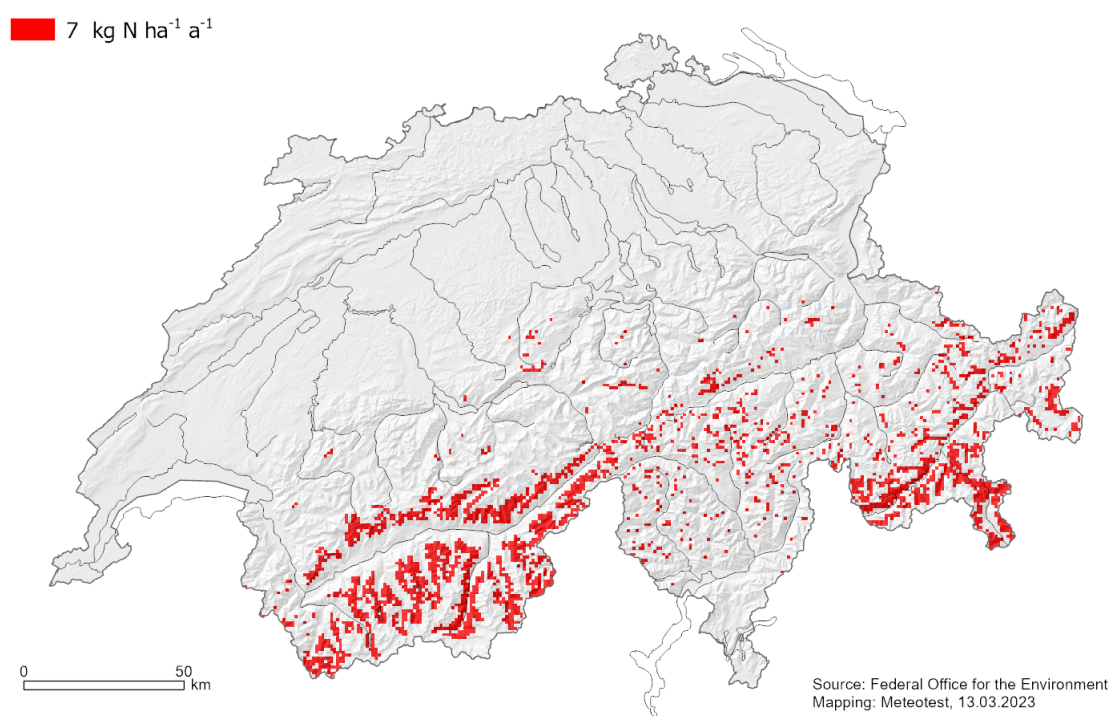 7 kg N ha⁻¹ a⁻¹
0 50
km
Source: Federal Office for the Environment
Mapping: Meteotest, 13.03.2023